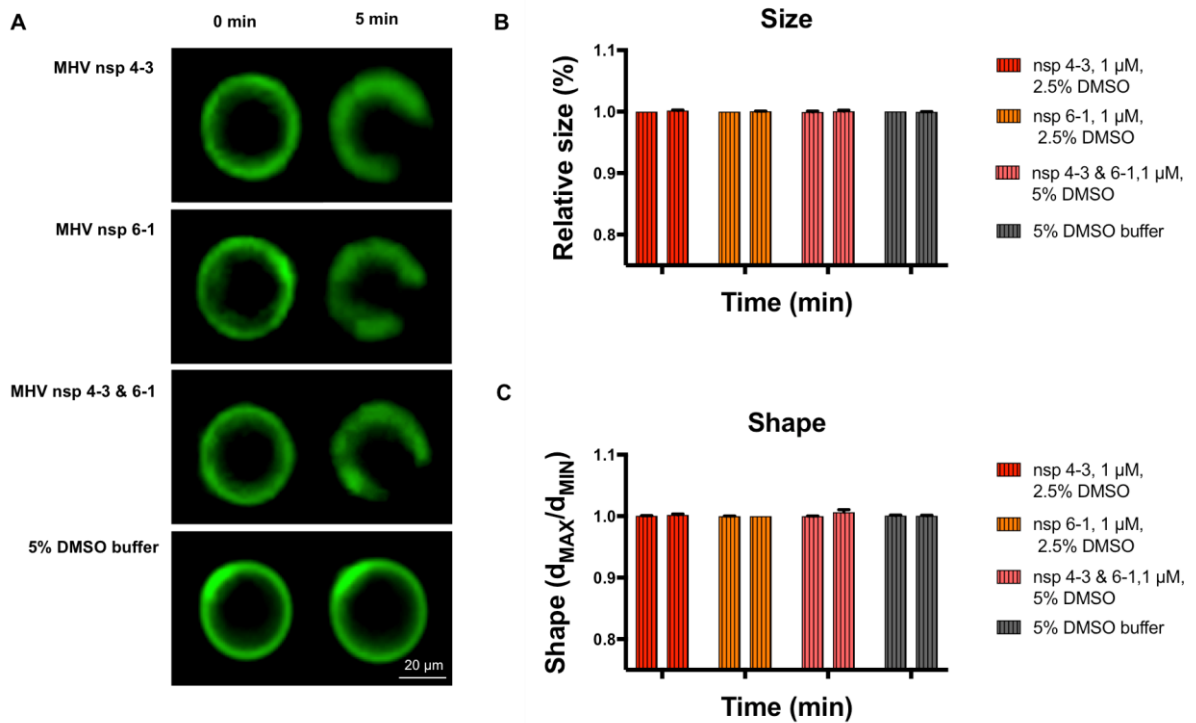 A
0 min
5 min
MHV nsp 4-3
MHV nsp 6-1
MHV nsp 4-3 & 6-1
5% DMSO buffer
20 µm
B
Size
Relative size (%)
1.1
1.0
0.9
0.8
Time (min)
nsp 4-3, 1 µM,
2.5% DMSO
nsp 6-1, 1 µM,
2.5% DMSO
nsp 4-3 & 6-1,1 µM,
5% DMSO
5% DMSO buffer
C
Shape
Shape (dMAX/dMIN)
1.1
1.0
0.9
0.8
Time (min)
nsp 4-3, 1 µM,
2.5% DMSO
nsp 6-1, 1 µM,
2.5% DMSO
nsp 4-3 & 6-1,1 µM,
5% DMSO
5% DMSO buffer